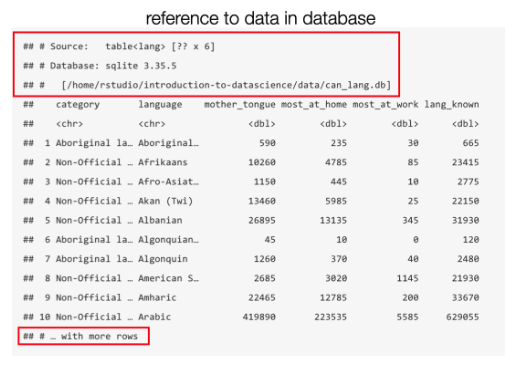 reference to data in database
## # Source:   table<lang> [?? x 6]
## # Database: sqlite 3.35.5
## #   [/home/rstudio/introduction-to-datascience/data/can_lang.db]
##    category       language     mother_tongue most_at_home most_at_work lang_known
##    <chr>          <chr>                <dbl>        <dbl>        <dbl>      <dbl>
##  1 Aboriginal la… Aboriginal…            590          235           30        665
##  2 Non-Official … Afrikaans            10260         4785           85      23415
##  3 Non-Official … Afro-Asiat…           1150          445           10       2775
##  4 Non-Official … Akan (Twi)           13460         5985           25      22150
##  5 Non-Official … Albanian             26895        13135          345      31930
##  6 Aboriginal la… Algonquian…             45           10            0        120
##  7 Aboriginal la… Algonquin             1260          370           40       2480
##  8 Non-Official … American S…           2685         3020         1145      21930
##  9 Non-Official … Amharic              22465        12785          200      33670
## 10 Non-Official … Arabic              419890       223535         5585     629055
## # … with more rows